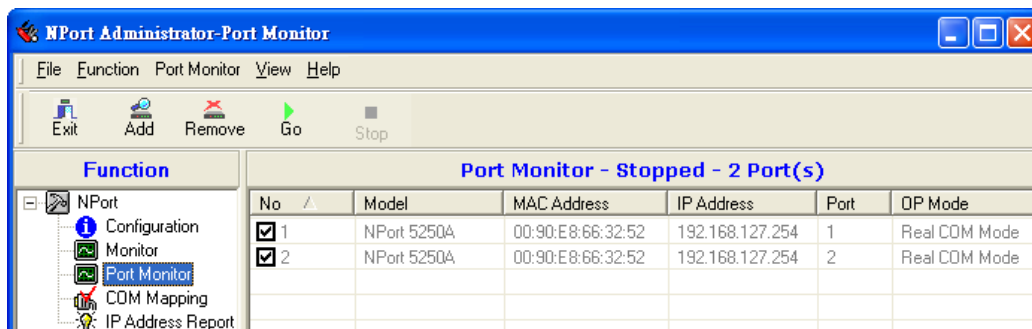 NPort Administrator-Port Monitor
File Function Port Monitor View Help
Exit Add Remove Go Stop
Function
Port Monitor - Stopped - 2 Port(s)
NPort
Configuration
Monitor
Port Monitor
COM Mapping
IP Address Report
No Model MAC Address IP Address Port OP Mode
1 NPort 5250A 00:90:E8:66:32:52 192.168.127.254 1 Real COM Mode
2 NPort 5250A 00:90:E8:66:32:52 192.168.127.254 2 Real COM Mode